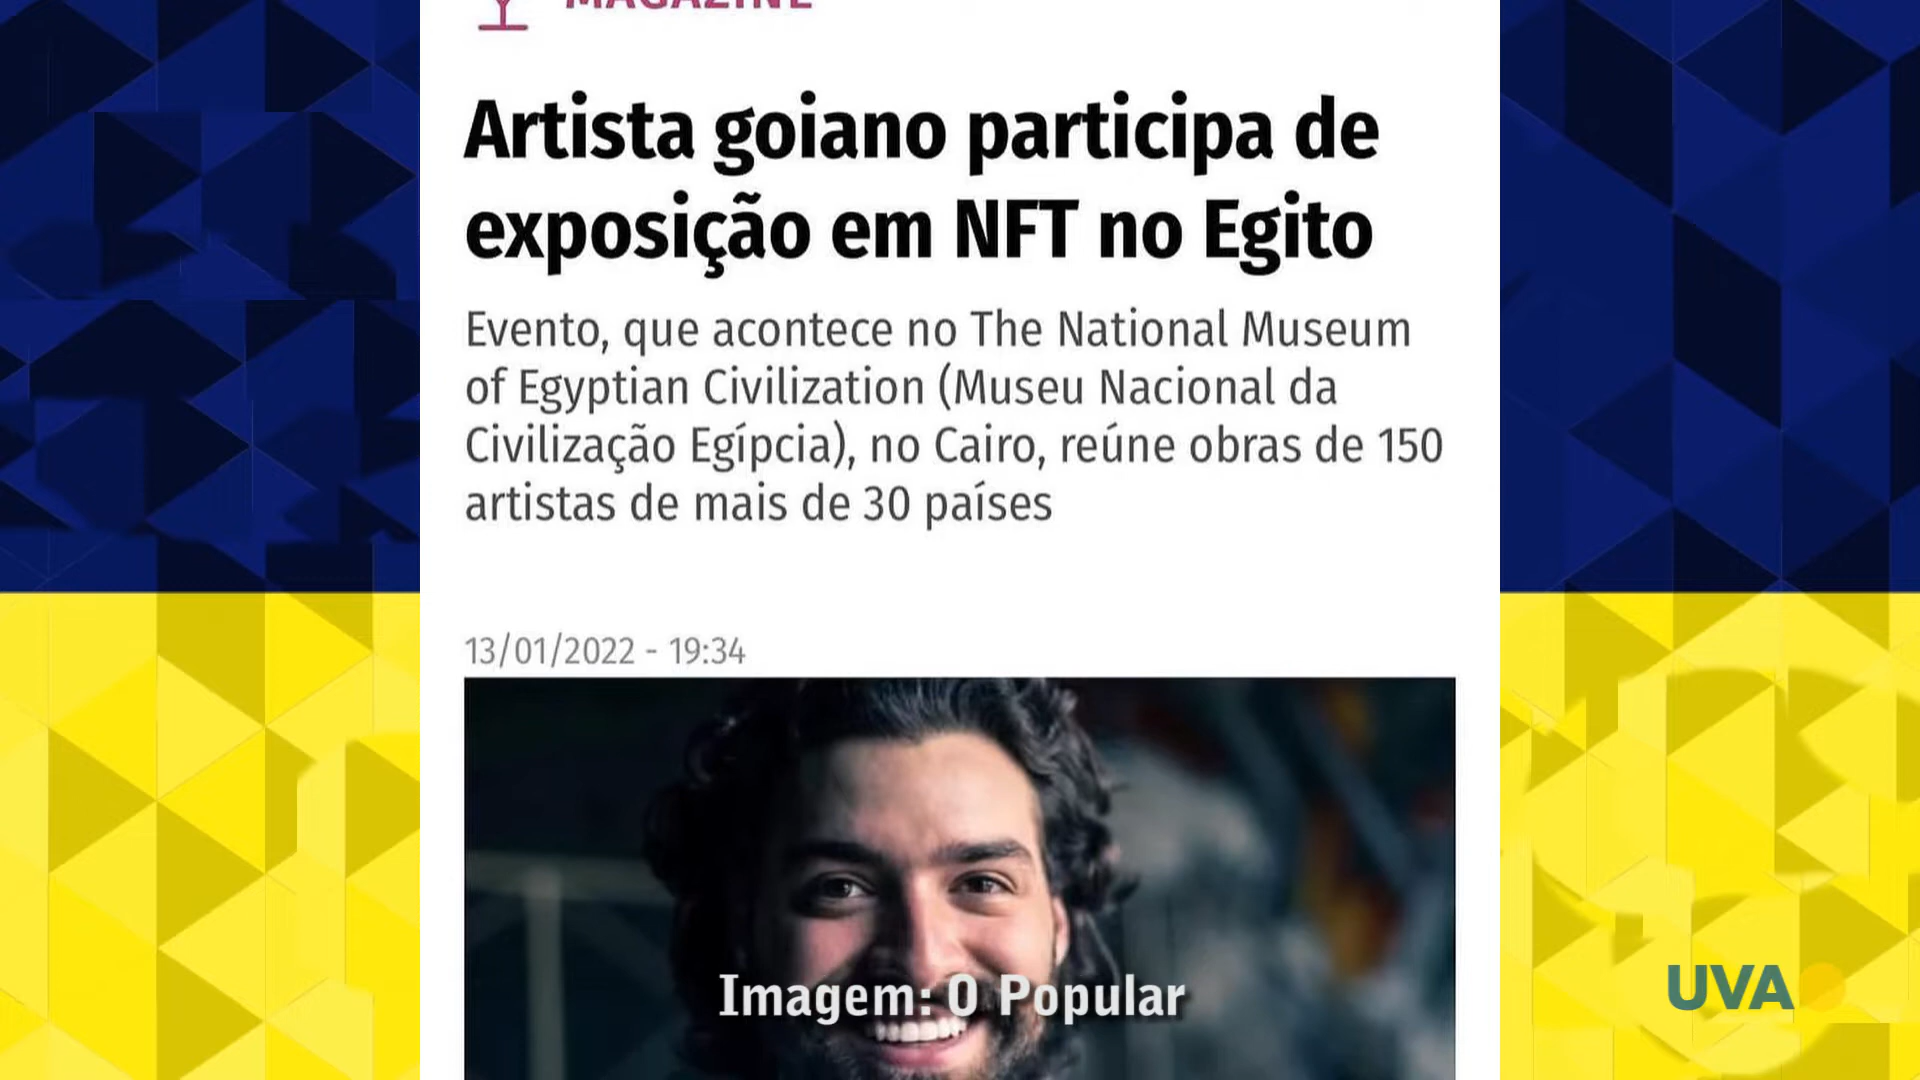 MAGAZINE
Artista goiano participa de
exposição em NFT no Egito
Evento, que acontece no The National Museum
of Egyptian Civilization (Museu Nacional da
Civilização Egípcia), no Cairo, reúne obras de 150
artistas de mais de 30 países
13/01/2022 - 19:34
Imagem: O Popular
UVA